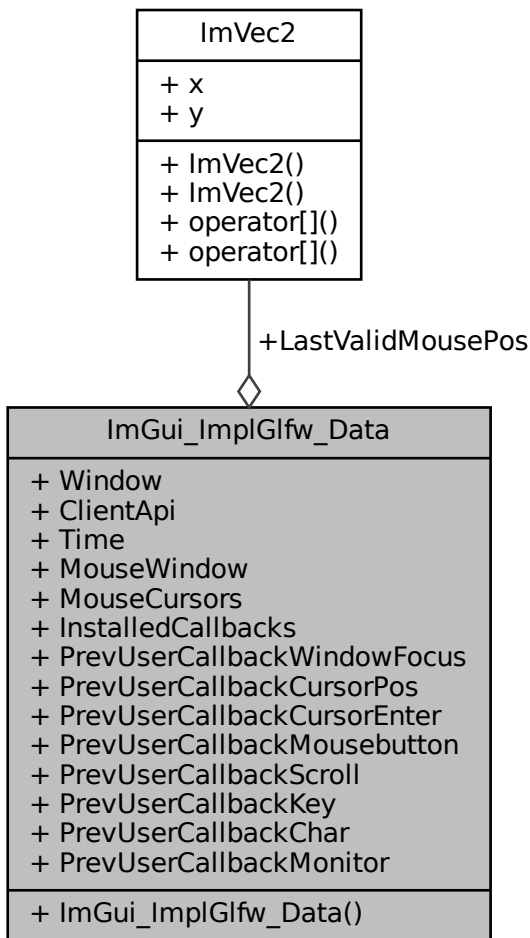 ImVec2
+ x
+ y
+ ImVec2()
+ ImVec2()
+ operator[]()
+ operator[]()
+LastValidMousePos
ImGui_ImplGlfw_Data
+ Window
+ ClientApi
+ Time
+ MouseWindow
+ MouseCursors
+ InstalledCallbacks
+ PrevUserCallbackWindowFocus
+ PrevUserCallbackCursorPos
+ PrevUserCallbackCursorEnter
+ PrevUserCallbackMousebutton
+ PrevUserCallbackScroll
+ PrevUserCallbackKey
+ PrevUserCallbackChar
+ PrevUserCallbackMonitor
+ ImGui_ImplGlfw_Data()